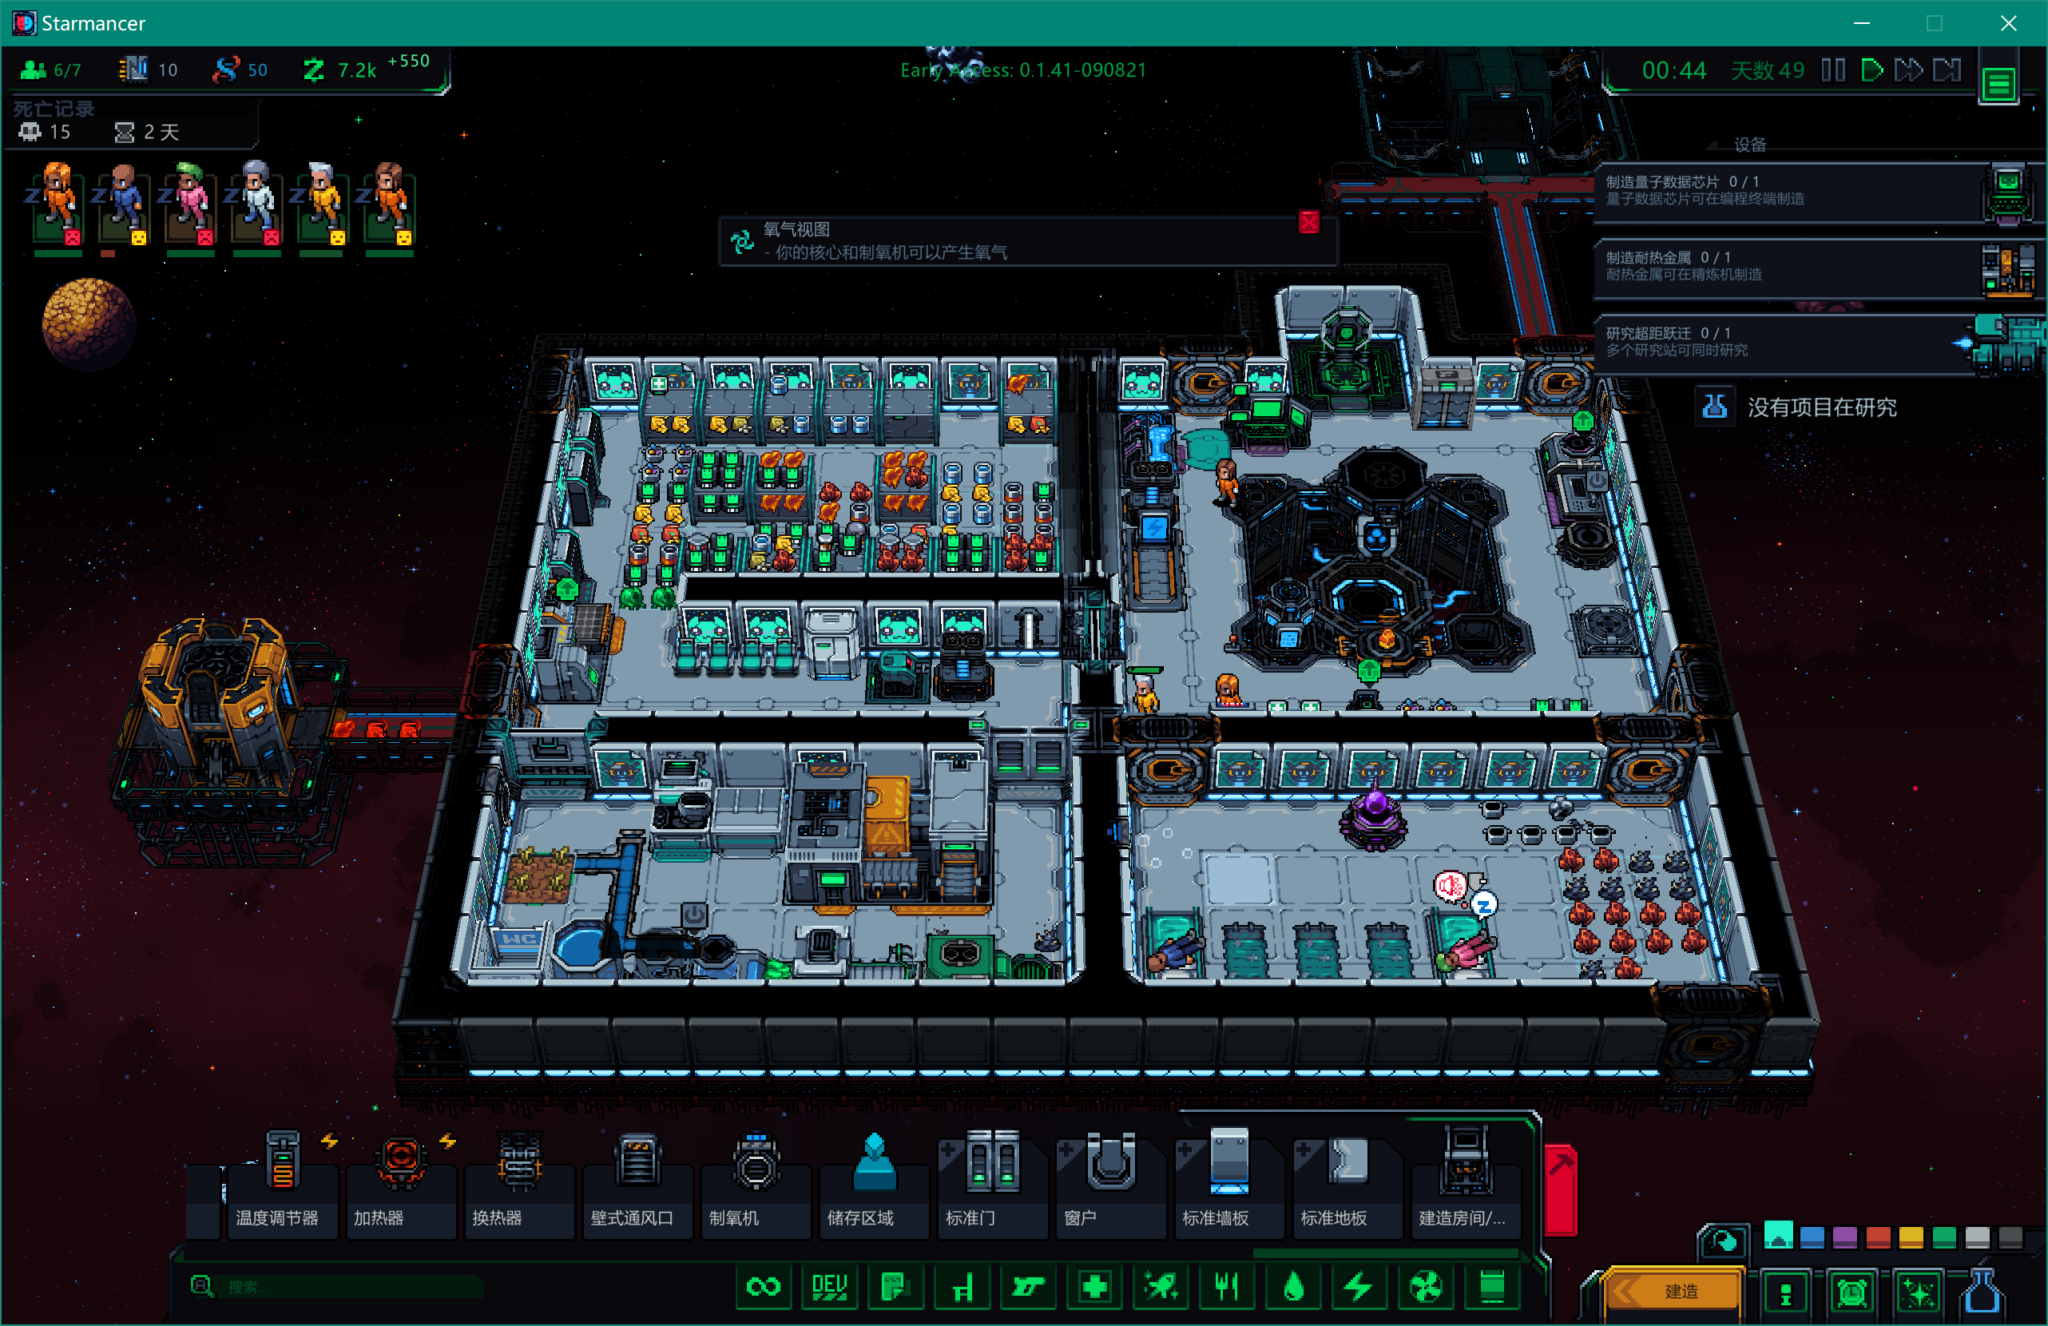 Starmancer
6/7
10
50
7.2k
+550
Early Access: 0.1.41-090821
00:44
天数 49
死亡记录
15
2 天
设备
制造量子数据芯片 0 / 1
量子数据芯片可在编程终端制造
制造耐热金属 0 / 1
耐热金属可在精炼机制造
研究超距跃迁 0 / 1
多个研究站可同时研究
没有项目在研究
氧气视图
- 你的核心和制氧机可以产生氧气
WC
Z
温度调节器
加热器
换热器
壁式通风口
制氧机
储存区域
标准门
窗户
标准墙板
标准地板
建造房间/...
搜索...
DEV
建造